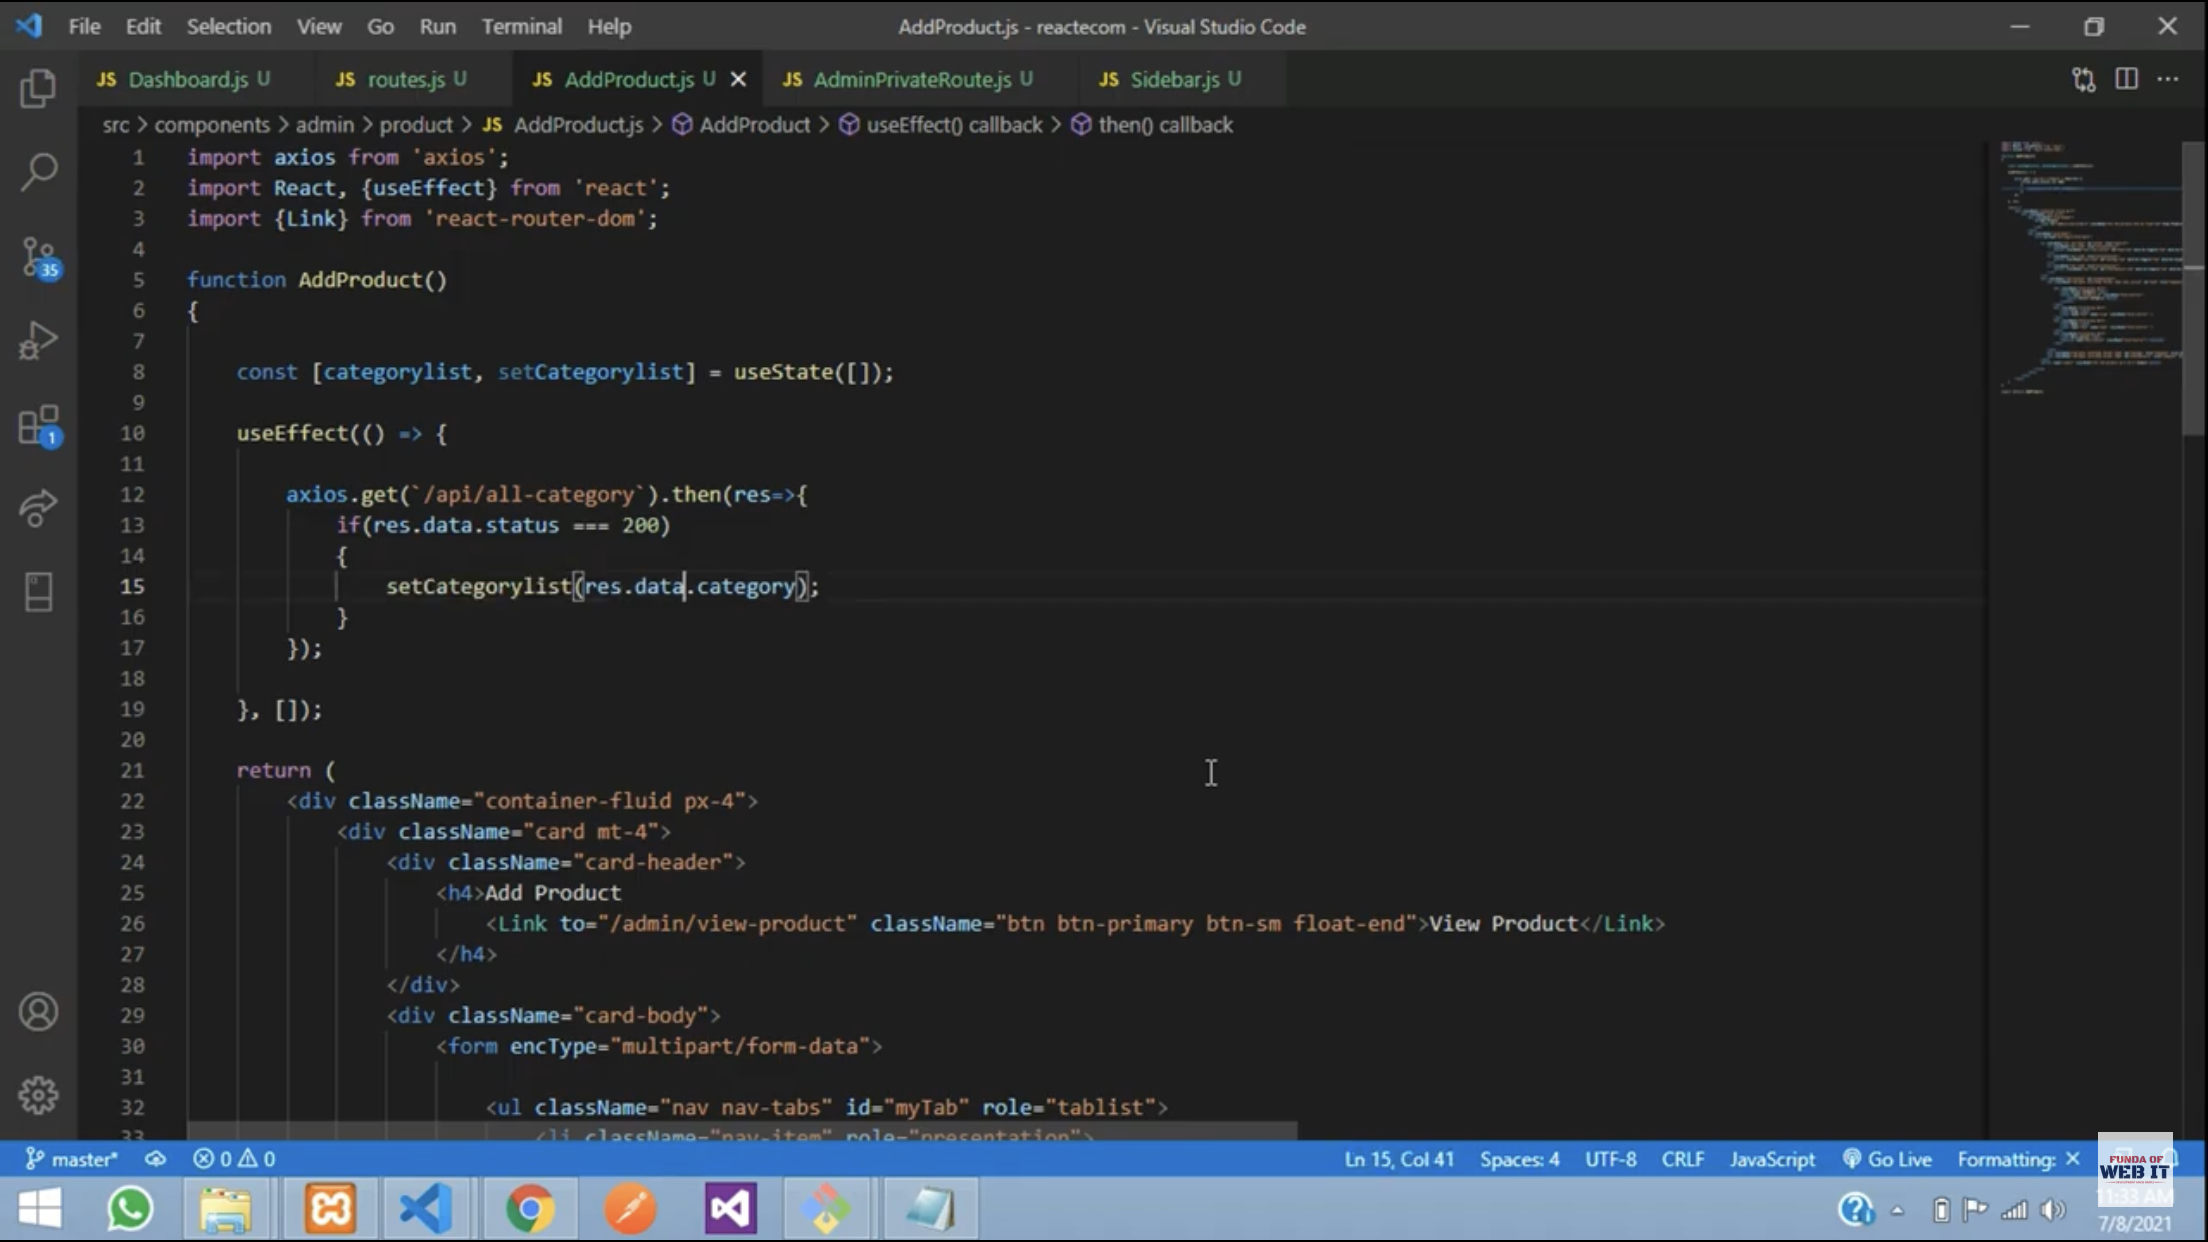 File Edit Selection View Go Run Terminal Help AddProduct.js - reactecom - Visual Studio Code
JS Dashboard.js U JS routes.js U JS AddProduct.js U JS AdminPrivateRoute.js U JS Sidebar.js U
src > components > admin > product > JS AddProduct.js > AddProduct > useEffect() callback > then() callback
1 import axios from 'axios';
2 import React, {useEffect} from 'react';
3 import {Link} from 'react-router-dom';
4
5 function AddProduct()
6 {
7
8 const [categorylist, setCategorylist] = useState([]);
9
10 useEffect(() => {
11
12 axios.get(`/api/all-category`).then(res=>{
13 if(res.data.status === 200)
14 {
15 setCategorylist(res.data.category);
16 }
17 });
18
19 }, []);
20
21 return (
22 <div className="container-fluid px-4">
23 <div className="card mt-4">
24 <div className="card-header">
25 <h4>Add Product
26 <Link to="/admin/view-product" className="btn btn-primary btn-sm float-end">View Product</Link>
27 </h4>
28 </div>
29 <div className="card-body">
30 <form encType="multipart/form-data">
31
32 <ul className="nav nav-tabs" id="myTab" role="tablist">
33 <li className="nav-item" role="presentation">
35
1
master* 0 0 Ln 15, Col 41 Spaces: 4 UTF-8 CRLF JavaScript Go Live Formatting: ×
FUNDA OF
WEB IT
11:33 AM
7/8/2021